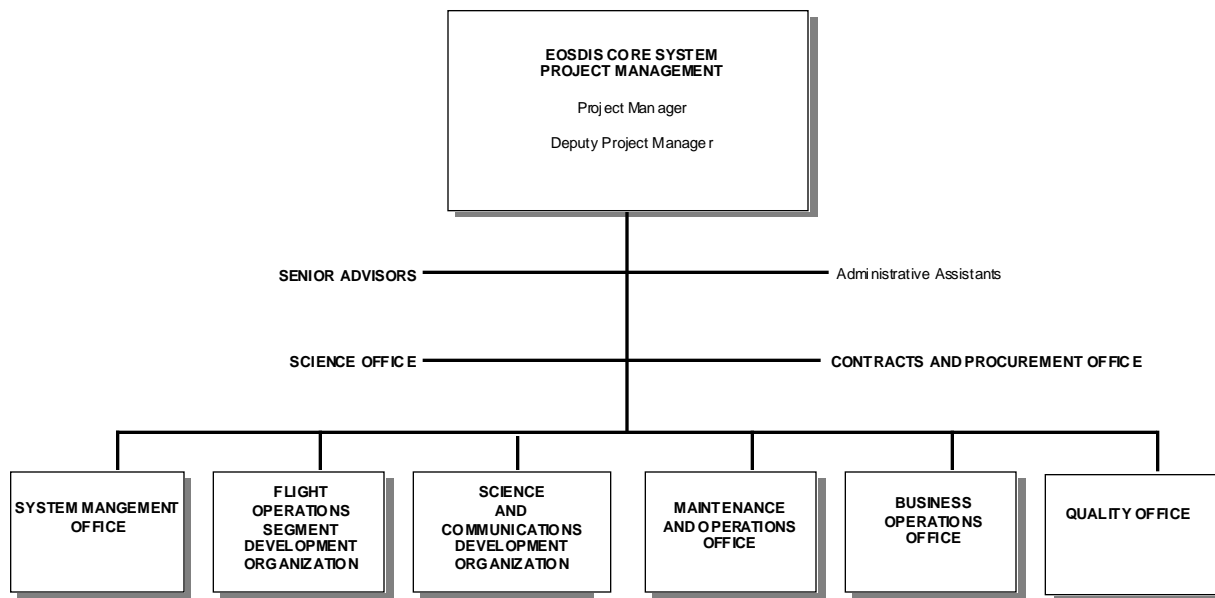 EOSDIS CORE SYSTEM
PROJECT MANAGEMENT
Project Manager
Deputy Project Manager
SENIOR ADVISORS
Administrative Assistants
SCIENCE OFFICE
CONTRACTS AND PROCUREMENT OFFICE
SYSTEM MANGEMENT
OFFICE
FLIGHT
OPERATIONS
SEGMENT
DEVELOPMENT
ORGANIZATION
SCIENCE
AND
COMMUNICATIONS
DEVELOPMENT
ORGANIZATION
MAINTENANCE
AND OPERATIONS
OFFICE
BUSINESS
OPERATIONS
OFFICE
QUALITY OFFICE